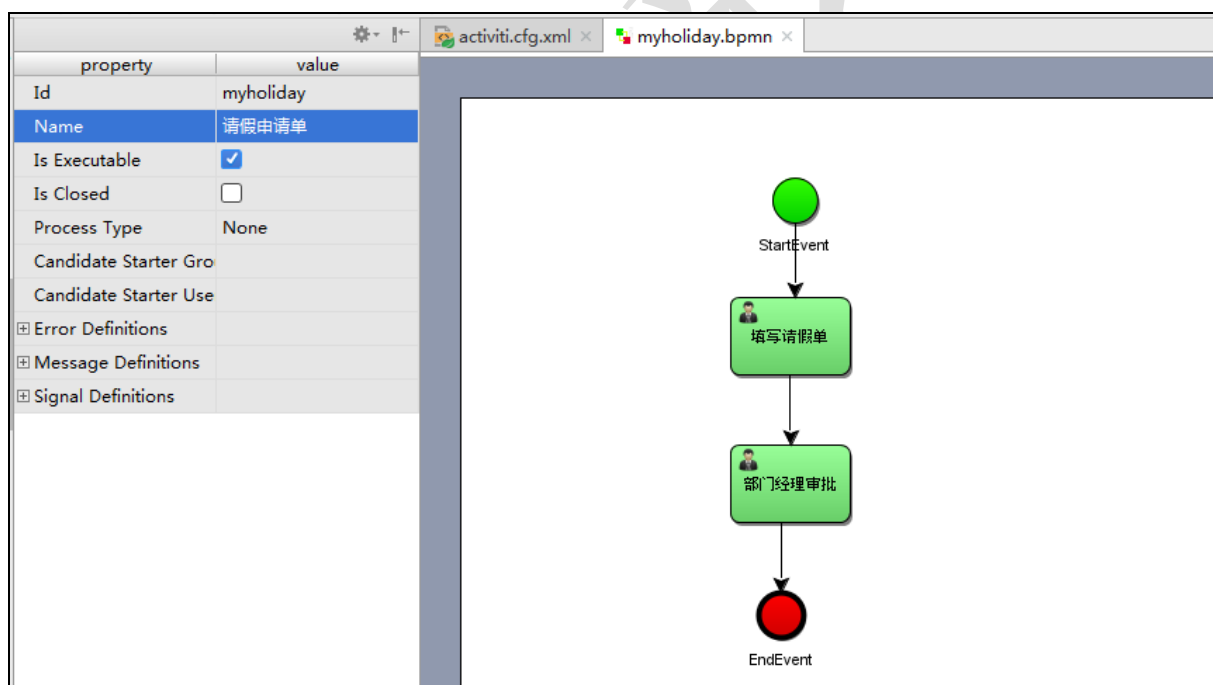 activiti.cfg.xml
myholiday.bpmn
property value
Id myholiday
Name 请假申请单
Is Executable
Is Closed
Process Type None
Candidate Starter Gro
Candidate Starter Use
Error Definitions
Message Definitions
Signal Definitions
StartEvent
填写请假单
部门经理审批
EndEvent